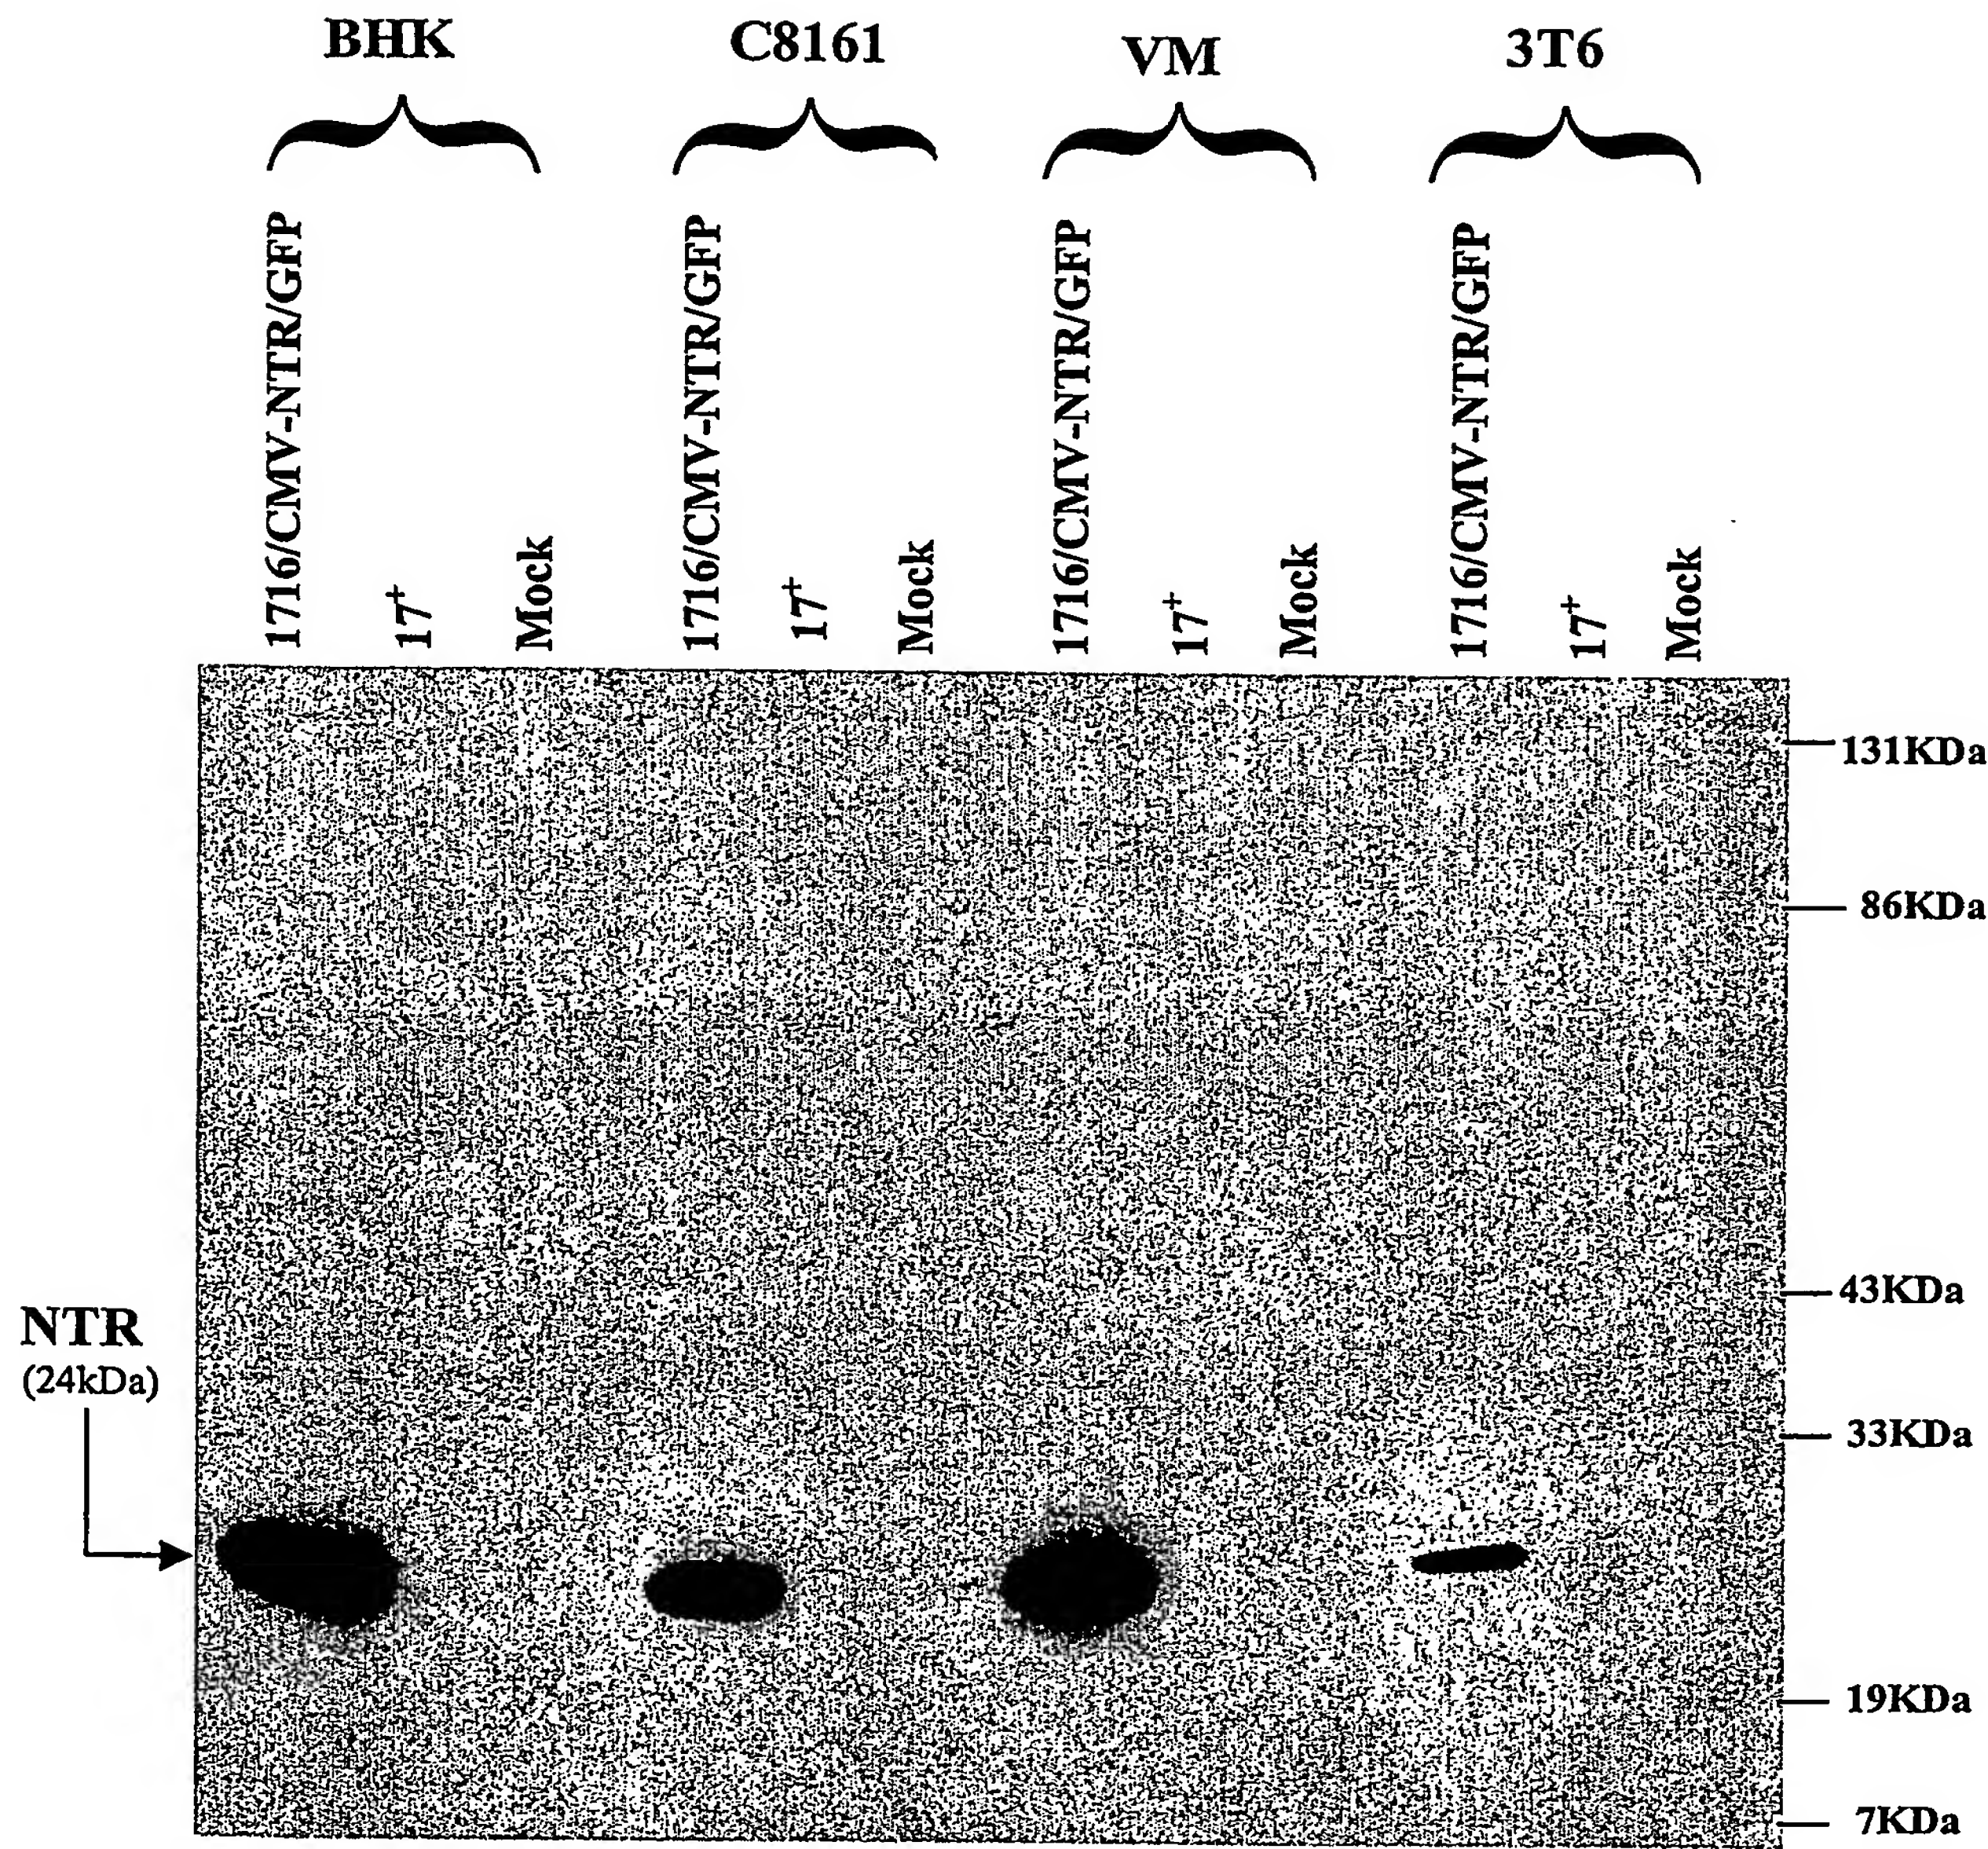 BHK
C8161
VM
3T6
1716/CMV-NTR/GFP
17+
Mock
1716/CMV-NTR/GFP
17+
Mock
1716/CMV-NTR/GFP
17+
Mock
1716/CMV-NTR/GFP
17+
Mock
131KDa
86KDa
43KDa
NTR
(24kDa)
33KDa
19KDa
7KDa